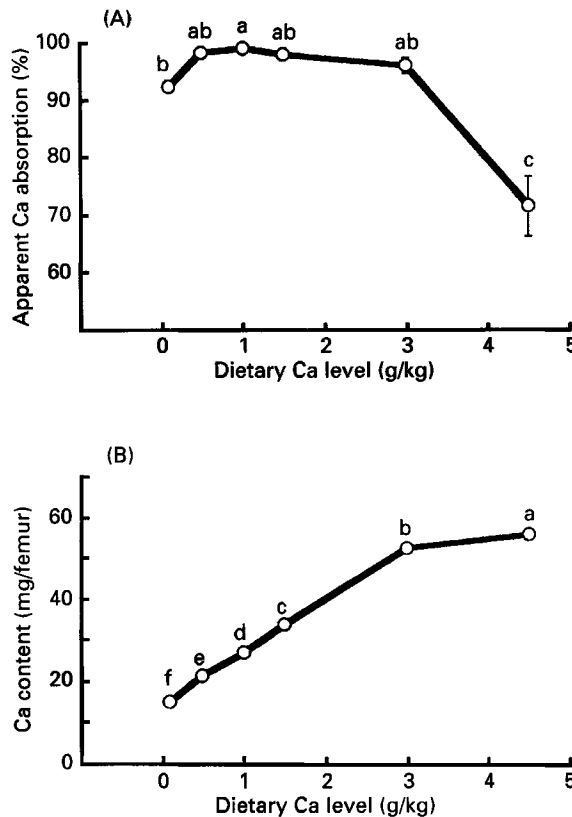 (A)
Apparent Ca absorption (%)
100
90
80
70
60
b
ab
a
ab
ab
c
0 1 2 3 4 5
Dietary Ca level (g/kg)
(B)
Ca content (mg/femur)
60
40
20
0
f
e
d
c
b
a
0 1 2 3 4 5
Dietary Ca level (g/kg)